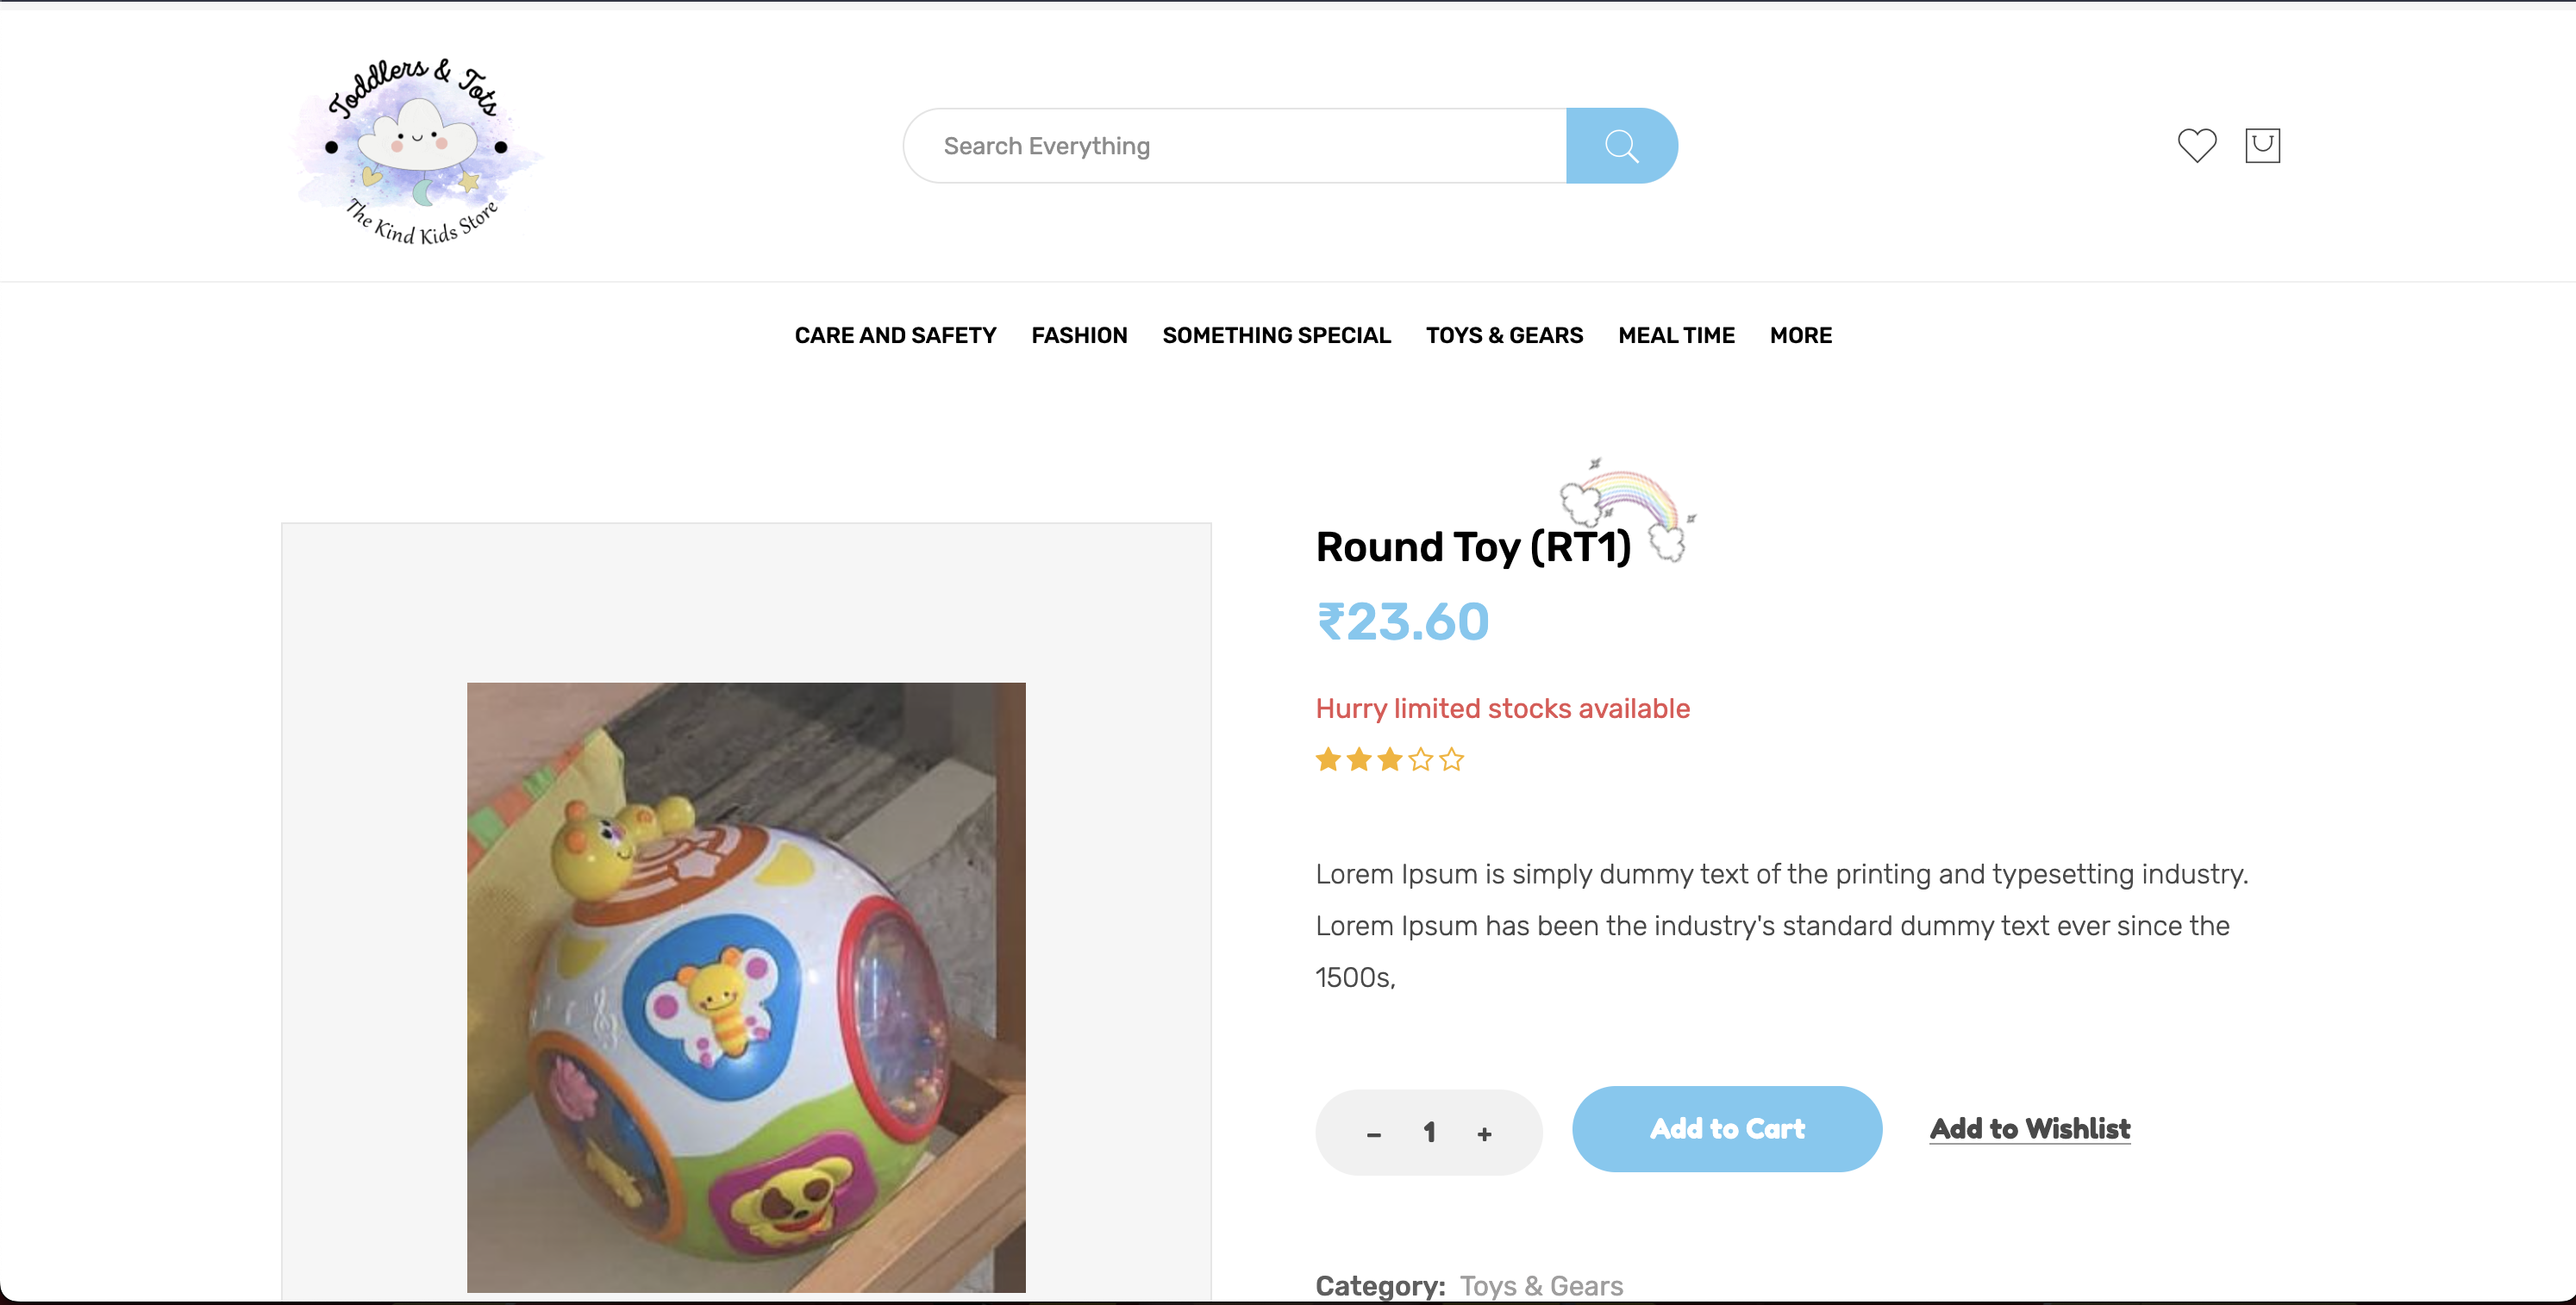 Toddlers & Tots
The Kind Kids Store
Search Everything
CARE AND SAFETY FASHION SOMETHING SPECIAL TOYS & GEARS MEAL TIME MORE
Round Toy (RT1)
₹23.60
Hurry limited stocks available
Lorem Ipsum is simply dummy text of the printing and typesetting industry.
Lorem Ipsum has been the industry's standard dummy text ever since the
1500s,
- 1 + Add to Cart Add to Wishlist
Category: Toys & Gears